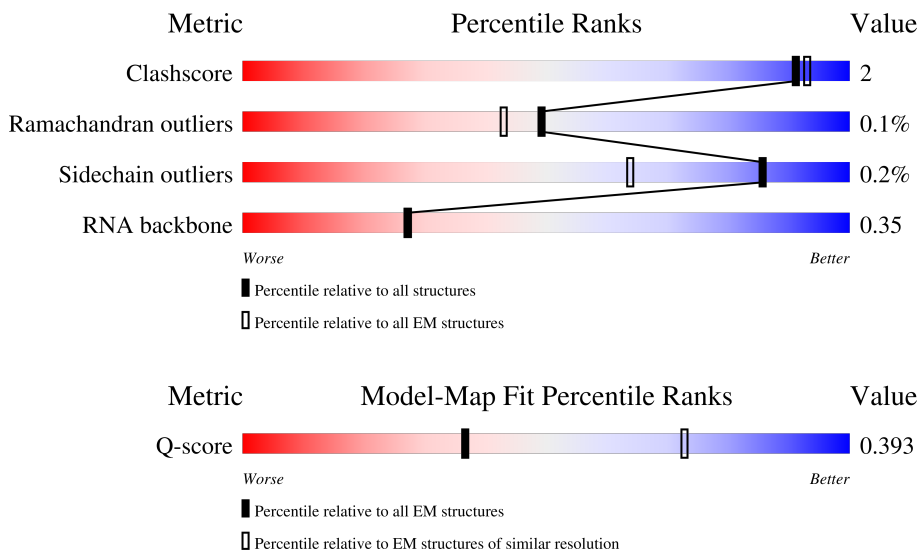 Metric Percentile Ranks Value
Clashscore 2
Ramachandran outliers 0.1%
Sidechain outliers 0.2%
RNA backbone 0.35
Worse Better
Percentile relative to all structures
Percentile relative to all EM structures
Metric Model-Map Fit Percentile Ranks Value
Q-score 0.393
Worse Better
Percentile relative to all EM structures
Percentile relative to EM structures of similar resolution